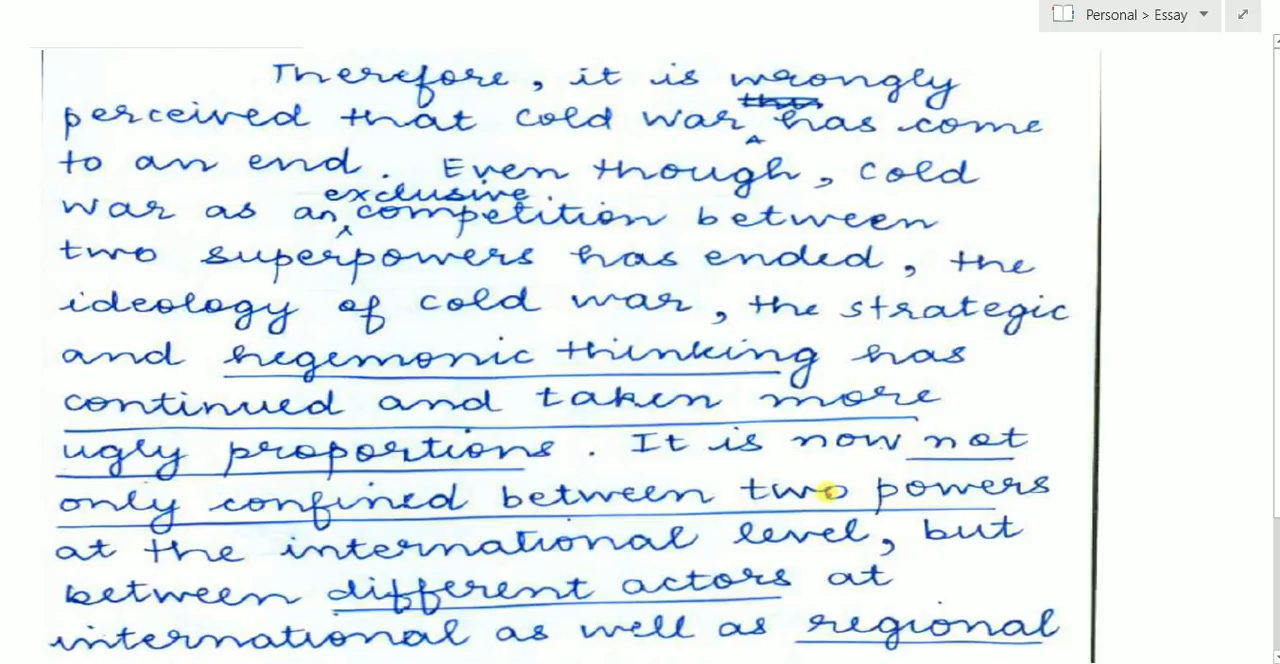 Personal > Essay
Therefore, it is wrongly
perceived that cold war has come
to an end. Even though, cold
war as an exclusive competition between
two superpowers has ended, the
ideology of cold war, the strategic
and hegemonic thinking has
continued and taken more
ugly proportions. It is now not
only confined between two powers
at the international level, but
between different actors at
international as well as regional